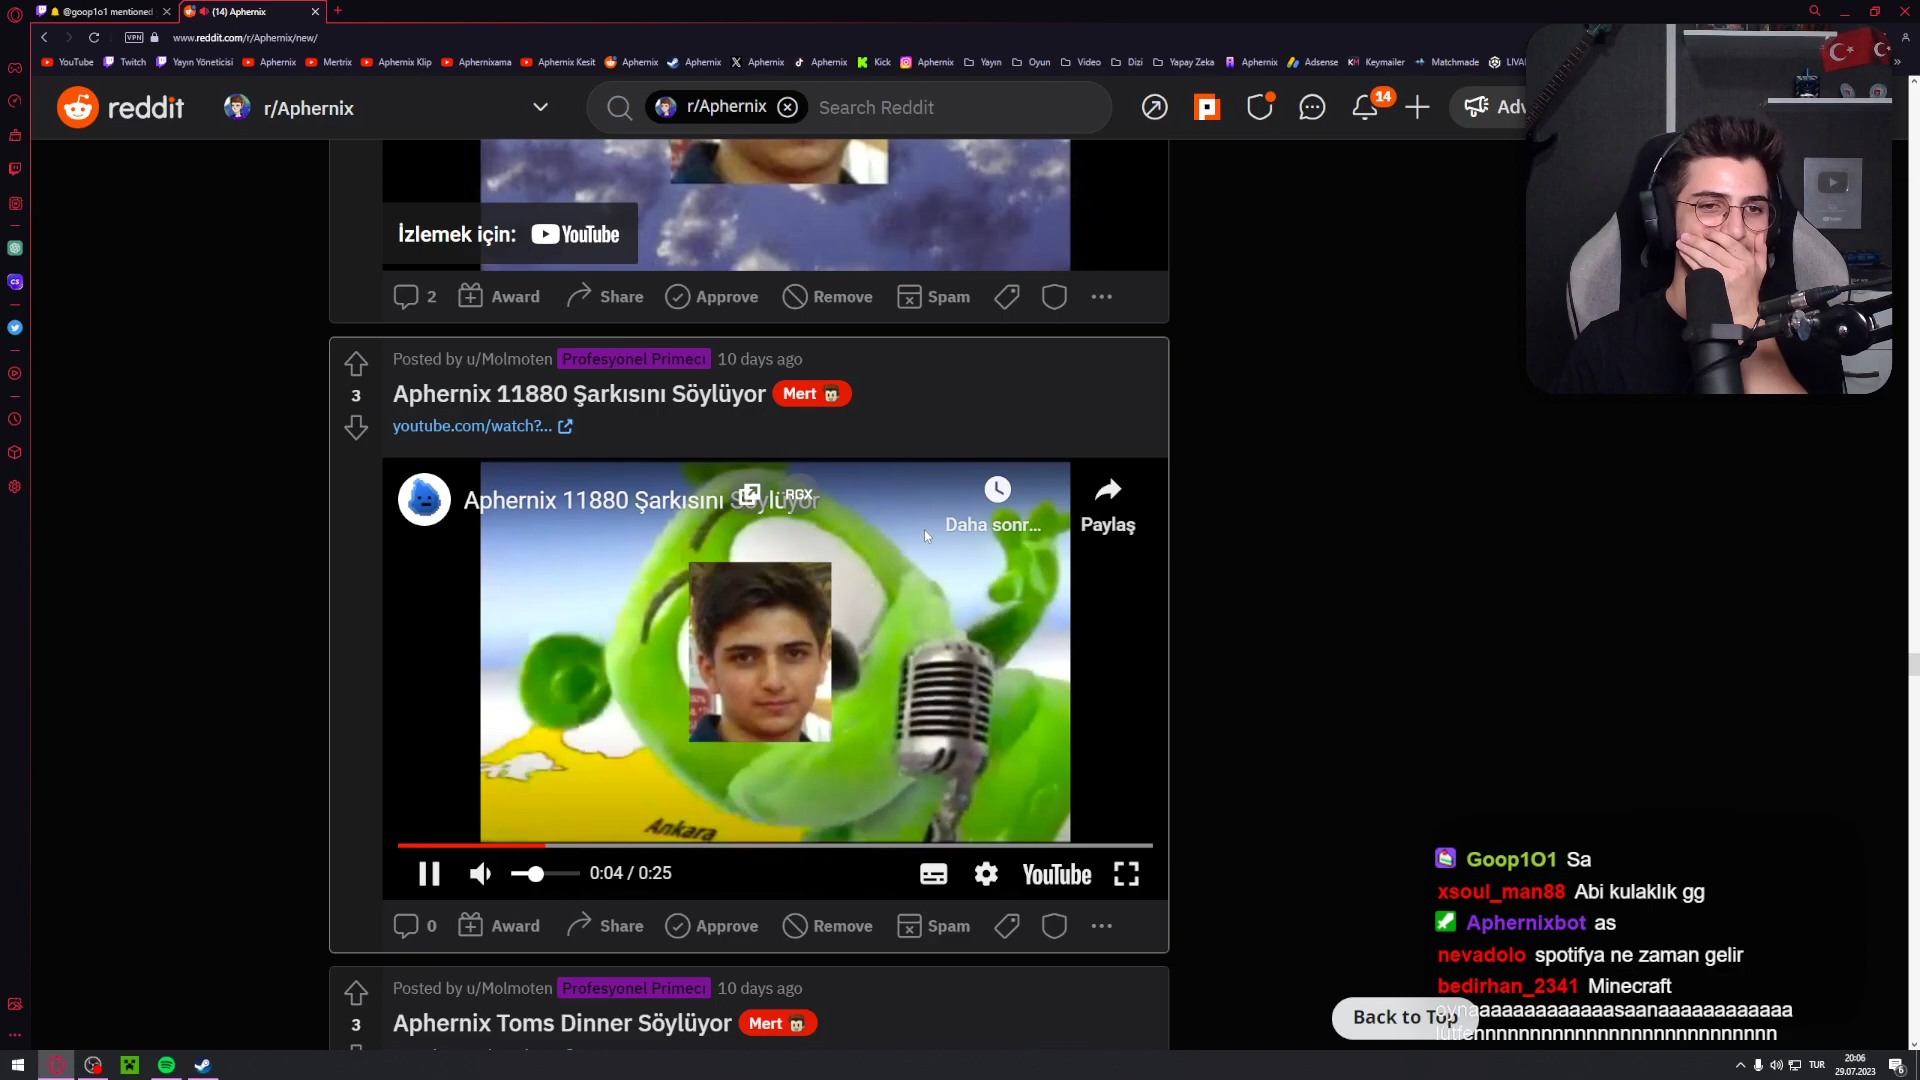 @goop1o1 mentioned
(14) Aphernix
VPN
www.reddit.com/r/Aphernix/new/
YouTube
Twitch
Yayın Yöneticisi
Aphernix
Mertrix
Aphernix Klip
Aphernixama
Aphernix Kesit
Aphernix
Aphernix
Aphernix
Aphernix
Kick
Aphernix
Yayın
Oyun
Video
Dizi
Yapay Zeka
Aphernix
Adsense
Keymailer
Matchmade
reddit
r/Aphernix
r/Aphernix
Search Reddit
14
Adv
İzlemek için: YouTube
2 Award Share Approve Remove Spam
Posted by u/Molmoten Profesyonel Primeci 10 days ago
3
Aphernix 11880 Şarkısını Söylüyor Mert
youtube.com/watch?...
Aphernix 11880 Şarkısını Söylüyor
RGX
Daha sonr...
Paylaş
Ankara
0:04 / 0:25
YouTube
0 Award Share Approve Remove Spam
Posted by u/Molmoten Profesyonel Primeci 10 days ago
3
Aphernix Toms Dinner Söylüyor Mert
Goop1O1 Sa
xsoul_man88 Abi kulaklık gg
Aphernixbot as
nevadolo spotifya ne zaman gelir
bedirhan_2341 Minecraft
Back to Top
TUR
20:06
29.07.2023
6